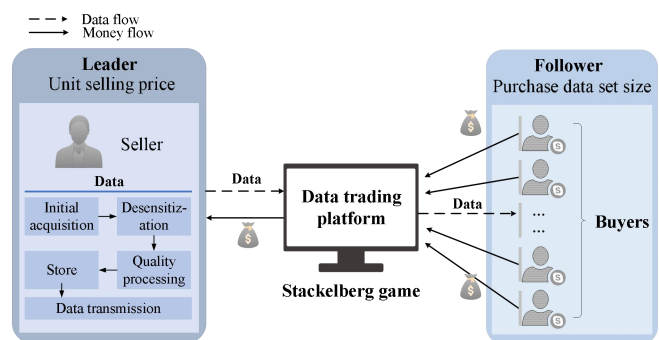 Data flow
Money flow
Leader
Unit selling price
Seller
Data
Initial
acquisition
Desensitiz-
ation
Store
Quality
processing
Data transmission
Data
$
Data trading
platform
Stackelberg game
Data
$
$
Follower
Purchase data set size
S
S
...
...
S
S
Buyers